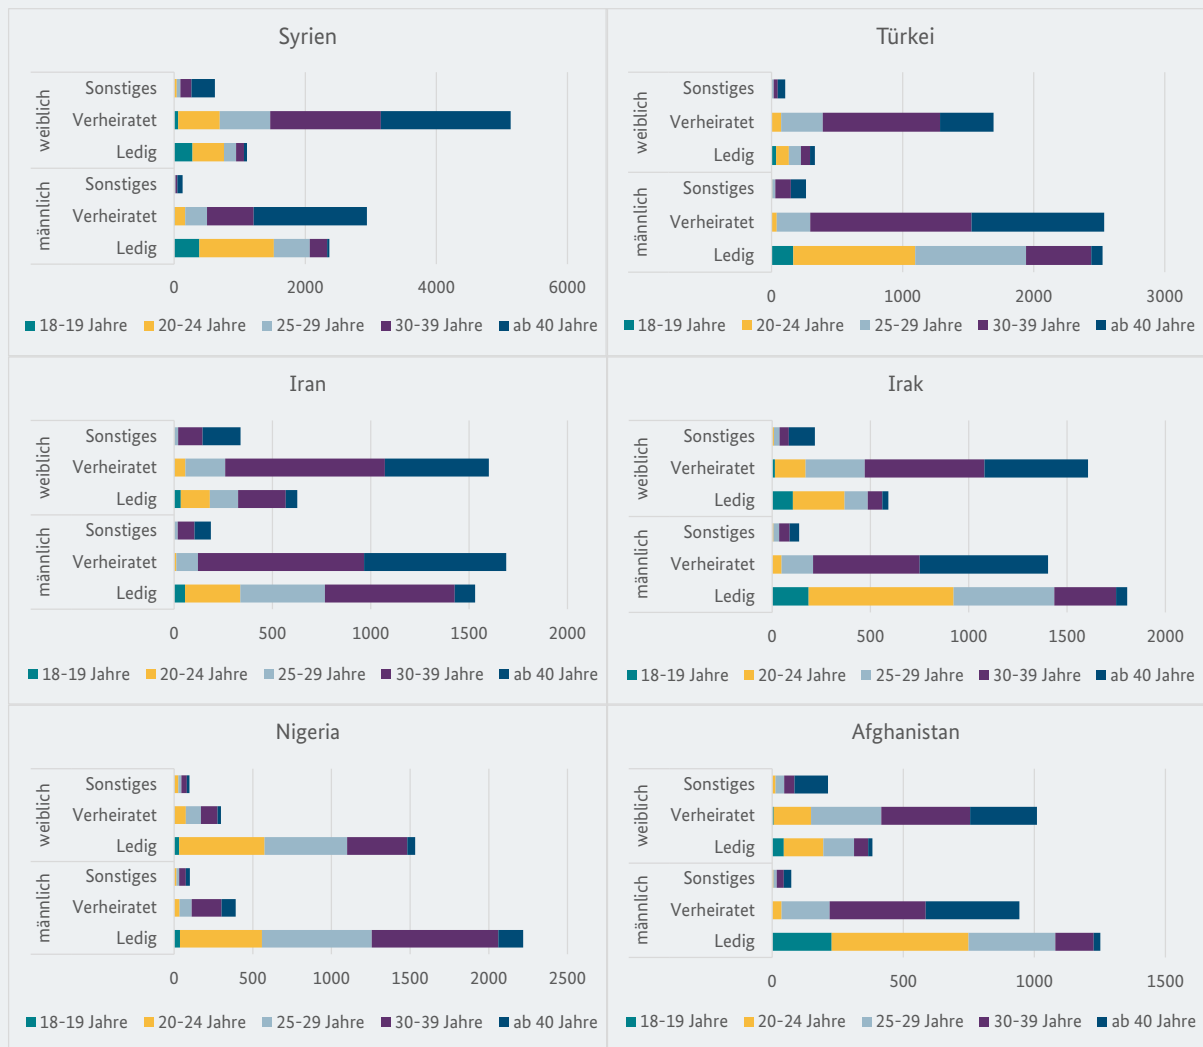 Syrien
weiblich
Sonstiges
Verheiratet
Ledig
männlich
Sonstiges
Verheiratet
Ledig
0 2000 4000 6000
18-19 Jahre 20-24 Jahre 25-29 Jahre 30-39 Jahre ab 40 Jahre
Türkei
weiblich
Sonstiges
Verheiratet
Ledig
männlich
Sonstiges
Verheiratet
Ledig
0 1000 2000 3000
18-19 Jahre 20-24 Jahre 25-29 Jahre 30-39 Jahre ab 40 Jahre
Iran
weiblich
Sonstiges
Verheiratet
Ledig
männlich
Sonstiges
Verheiratet
Ledig
0 500 1000 1500 2000
18-19 Jahre 20-24 Jahre 25-29 Jahre 30-39 Jahre ab 40 Jahre
Irak
weiblich
Sonstiges
Verheiratet
Ledig
männlich
Sonstiges
Verheiratet
Ledig
0 500 1000 1500 2000
18-19 Jahre 20-24 Jahre 25-29 Jahre 30-39 Jahre ab 40 Jahre
Nigeria
weiblich
Sonstiges
Verheiratet
Ledig
männlich
Sonstiges
Verheiratet
Ledig
0 500 1000 1500 2000 2500
18-19 Jahre 20-24 Jahre 25-29 Jahre 30-39 Jahre ab 40 Jahre
Afghanistan
weiblich
Sonstiges
Verheiratet
Ledig
männlich
Sonstiges
Verheiratet
Ledig
0 500 1000 1500
18-19 Jahre 20-24 Jahre 25-29 Jahre 30-39 Jahre ab 40 Jahre